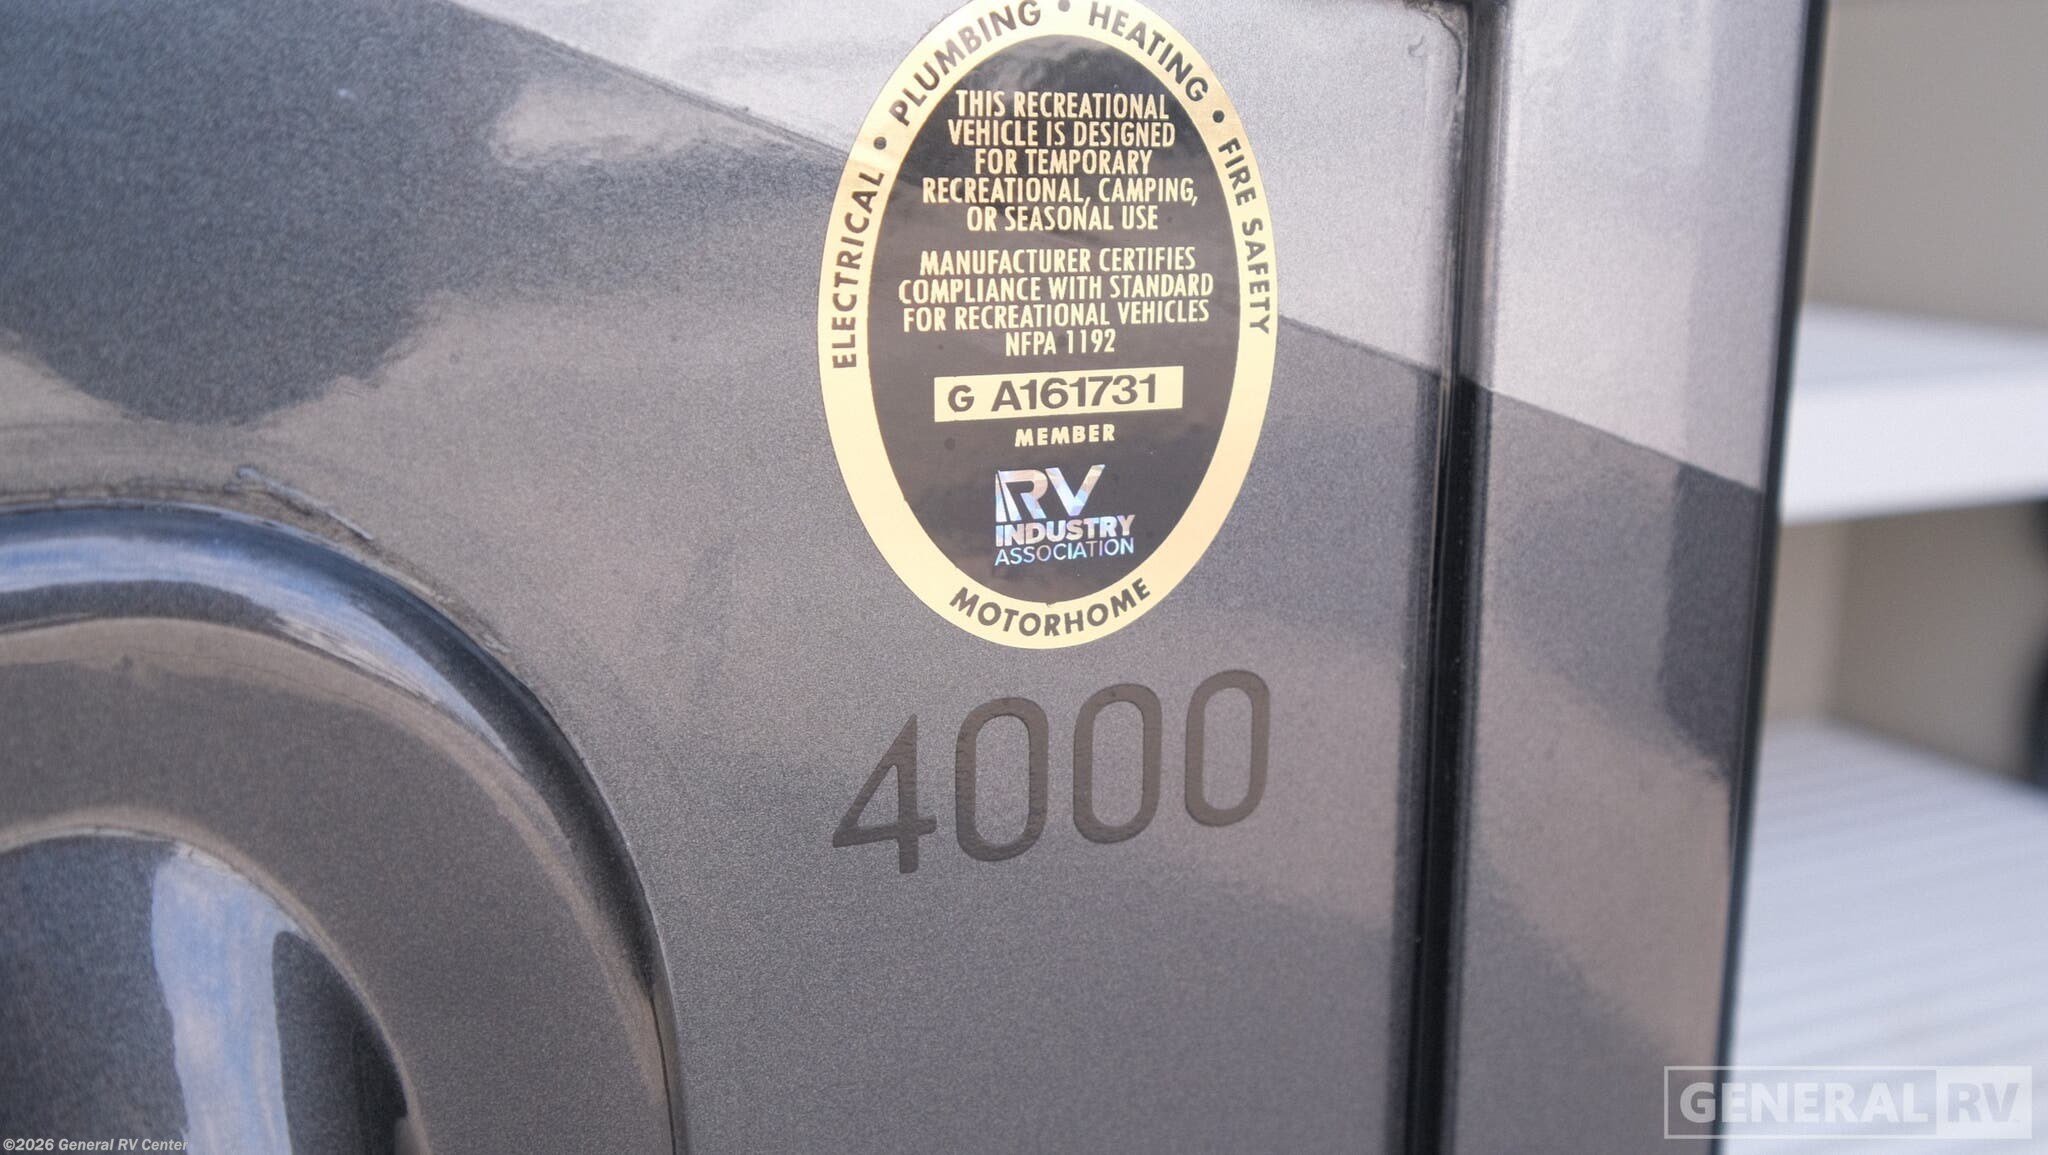 ELECTRICAL • PLUMBING • HEATING • FIRE SAFETY
THIS RECREATIONAL
VEHICLE IS DESIGNED
FOR TEMPORARY
RECREATIONAL, CAMPING,
OR SEASONAL USE
MANUFACTURER CERTIFIES
COMPLIANCE WITH STANDARD
FOR RECREATIONAL VEHICLES
NFPA 1192
G A161731
MEMBER
RV
INDUSTRY
ASSOCIATION
MOTORHOME
4000
GENERAL RV
©2026 General RV Center